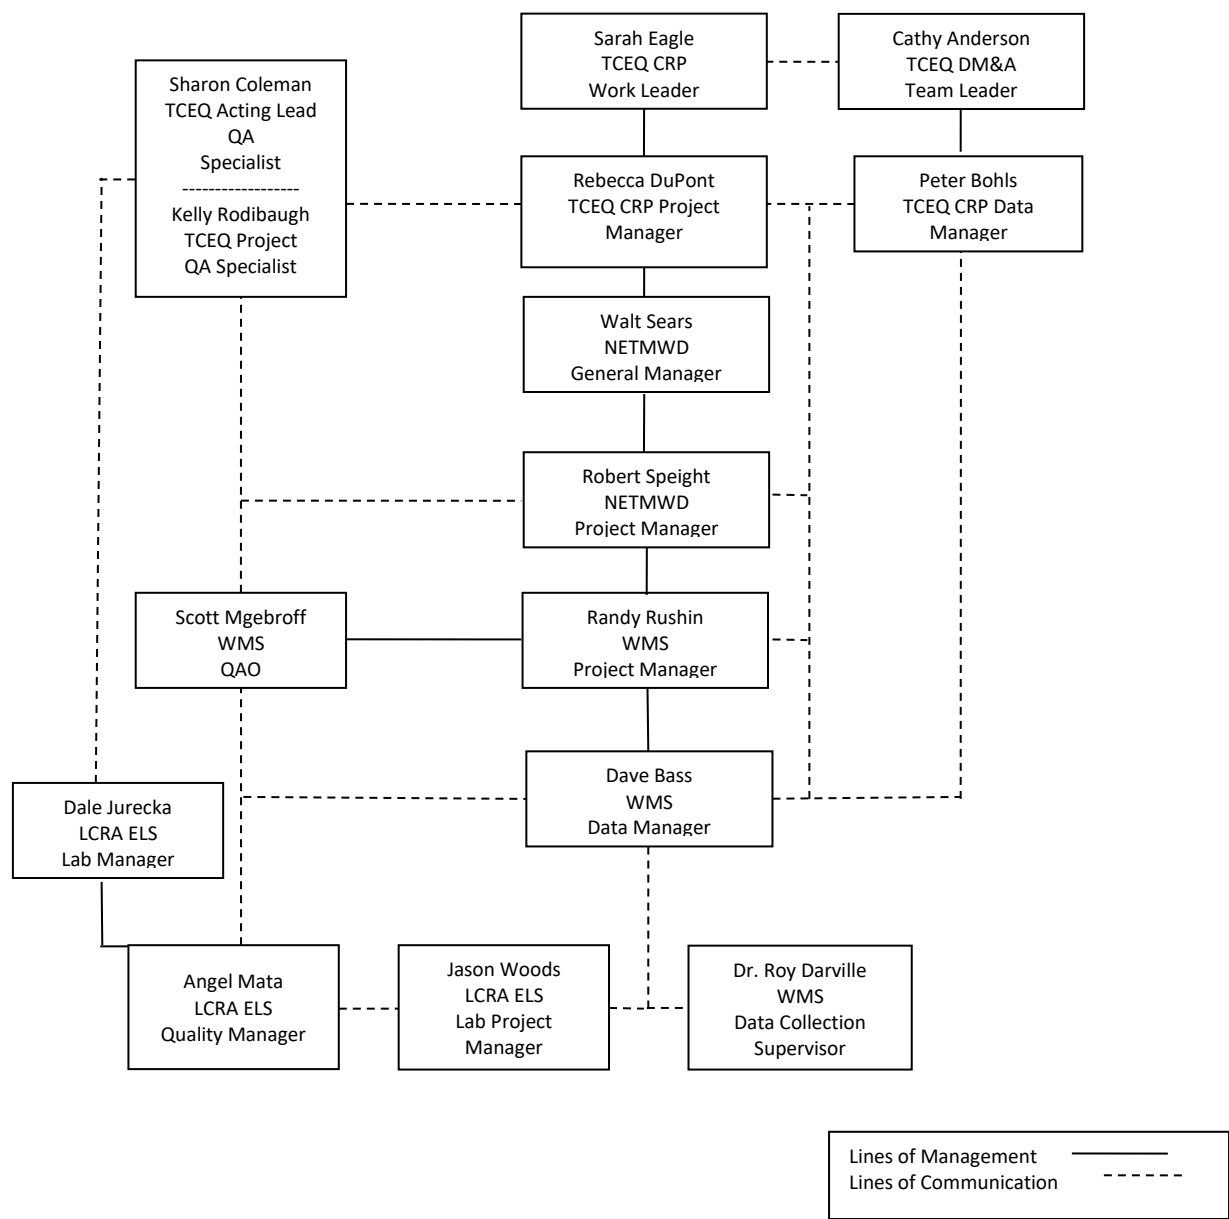 Sarah Eagle
TCEQ CRP
Work Leader
Cathy Anderson
TCEQ DM&A
Team Leader
Sharon Coleman
TCEQ Acting Lead
QA
Specialist
-------------------
Kelly Rodibaugh
TCEQ Project
QA Specialist
Rebecca DuPont
TCEQ CRP Project
Manager
Peter Bohls
TCEQ CRP Data
Manager
Walt Sears
NETMWD
General Manager
Robert Speight
NETMWD
Project Manager
Scott Mgebroff
WMS
QAO
Randy Rushin
WMS
Project Manager
Dave Bass
WMS
Data Manager
Dale Jurecka
LCRA ELS
Lab Manager
Angel Mata
LCRA ELS
Quality Manager
Jason Woods
LCRA ELS
Lab Project
Manager
Dr. Roy Darville
WMS
Data Collection
Supervisor
Lines of Management
Lines of Communication